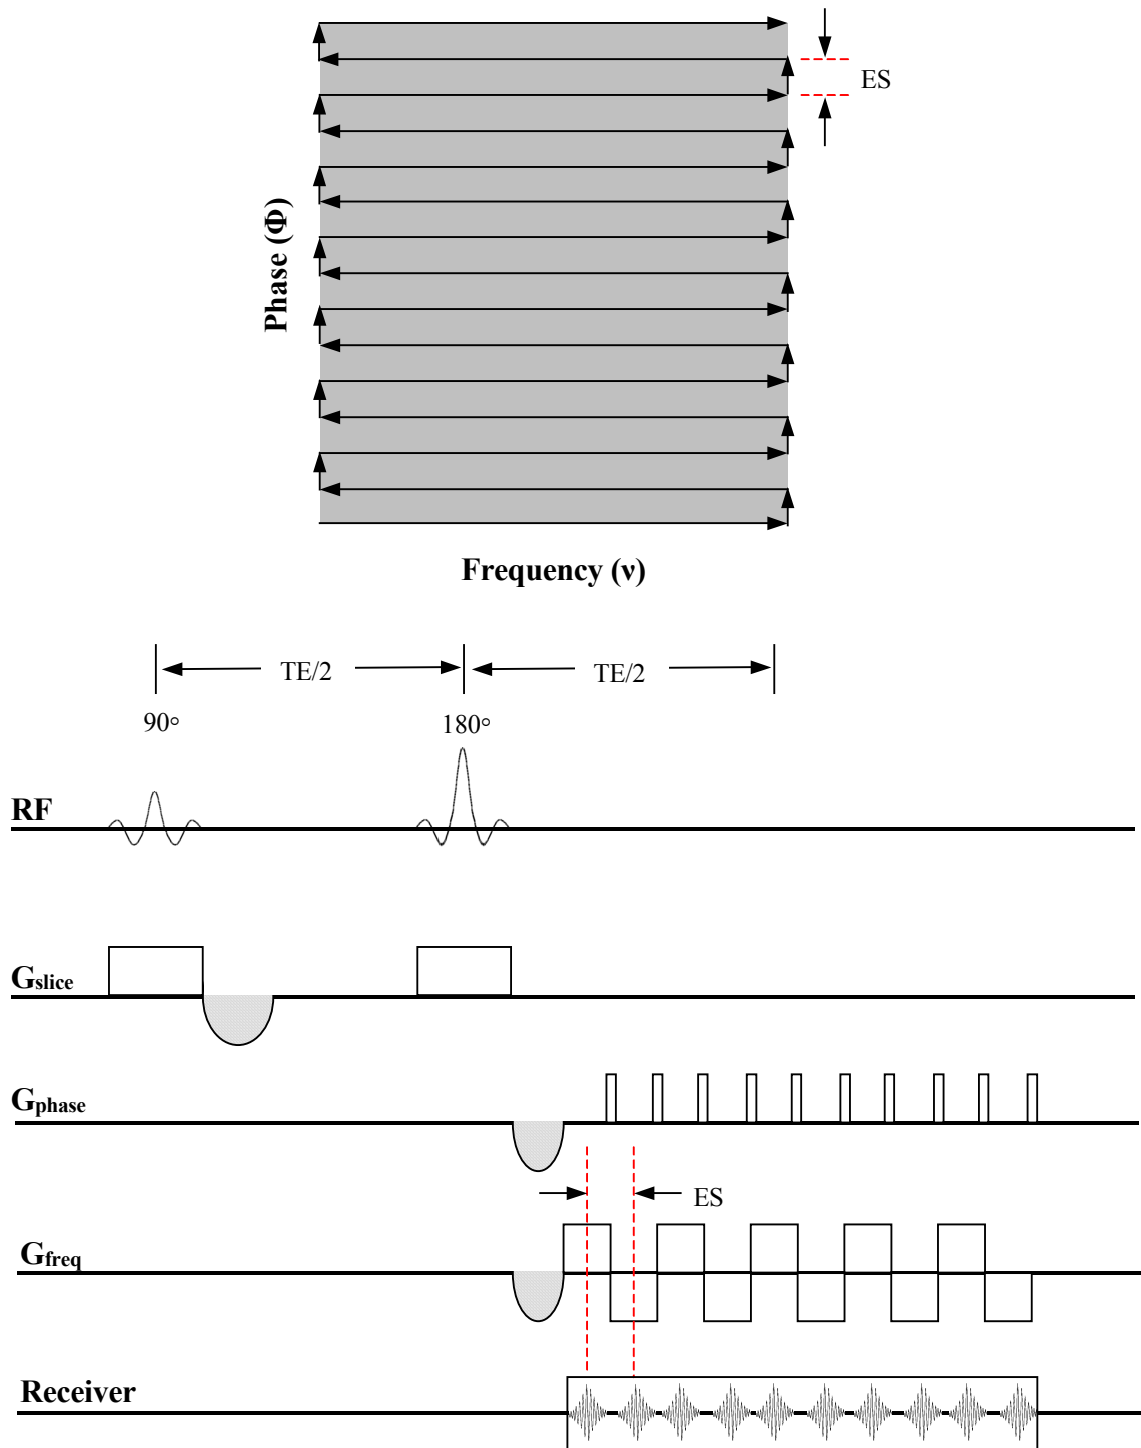 ES
Phase (Φ)
Frequency (ν)
TE/2 TE/2
90° 180°
RF
Gslice
Gphase
ES
Gfreq
Receiver